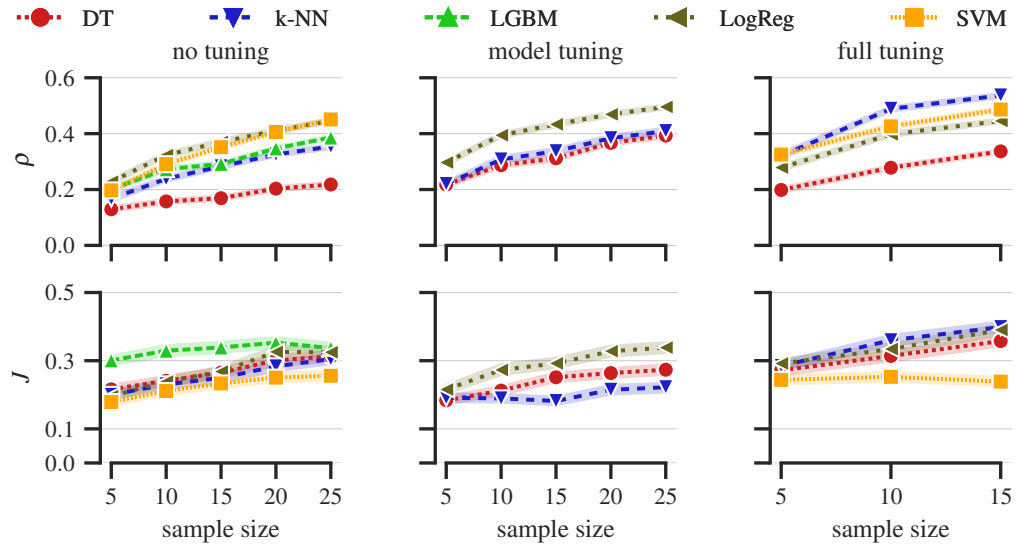 DT k-NN LGBM LogReg SVM
no tuning model tuning full tuning
0.6
0.4
0.2
0.0
ρ
0.5
0.3
0.1
0.0
J
5 10 15 20 25 5 10 15 20 25 5 10 15
sample size sample size sample size